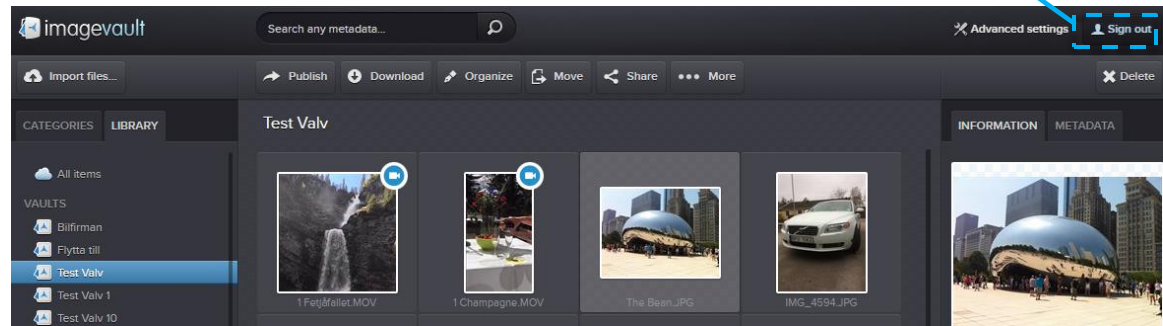 imagevault
Search any metadata...
Advanced settings
Sign out
Import files...
Publish
Download
Organize
Move
Share
More
Delete
CATEGORIES
LIBRARY
All items
VAULTS
Bilfirman
Flytta till
Test Valv
Test Valv 1
Test Valv 10
Test Valv
1 Fetjåfallet.MOV
1 Champagne.MOV
The Bean.JPG
IMG_4594.JPG
INFORMATION
METADATA